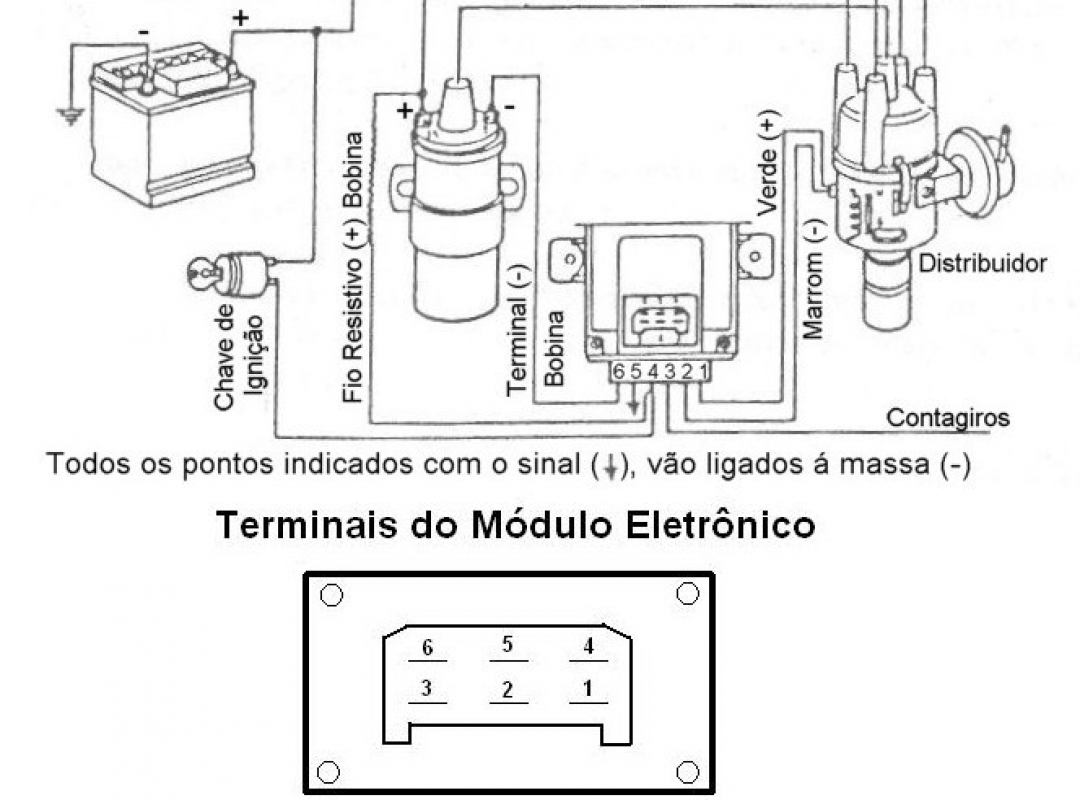 - +
+ -
Fio Resistivo (+) Bobina
Verde (+)
Marrom (-)
Distribuidor
Chave de
Ignição
Terminal (-)
Bobina
6 5 4 3 2 1
Contagiros
Todos os pontos indicados com o sinal (↓), vão ligados á massa (-)
Terminais do Módulo Eletrônico
6 5 4
3 2 1